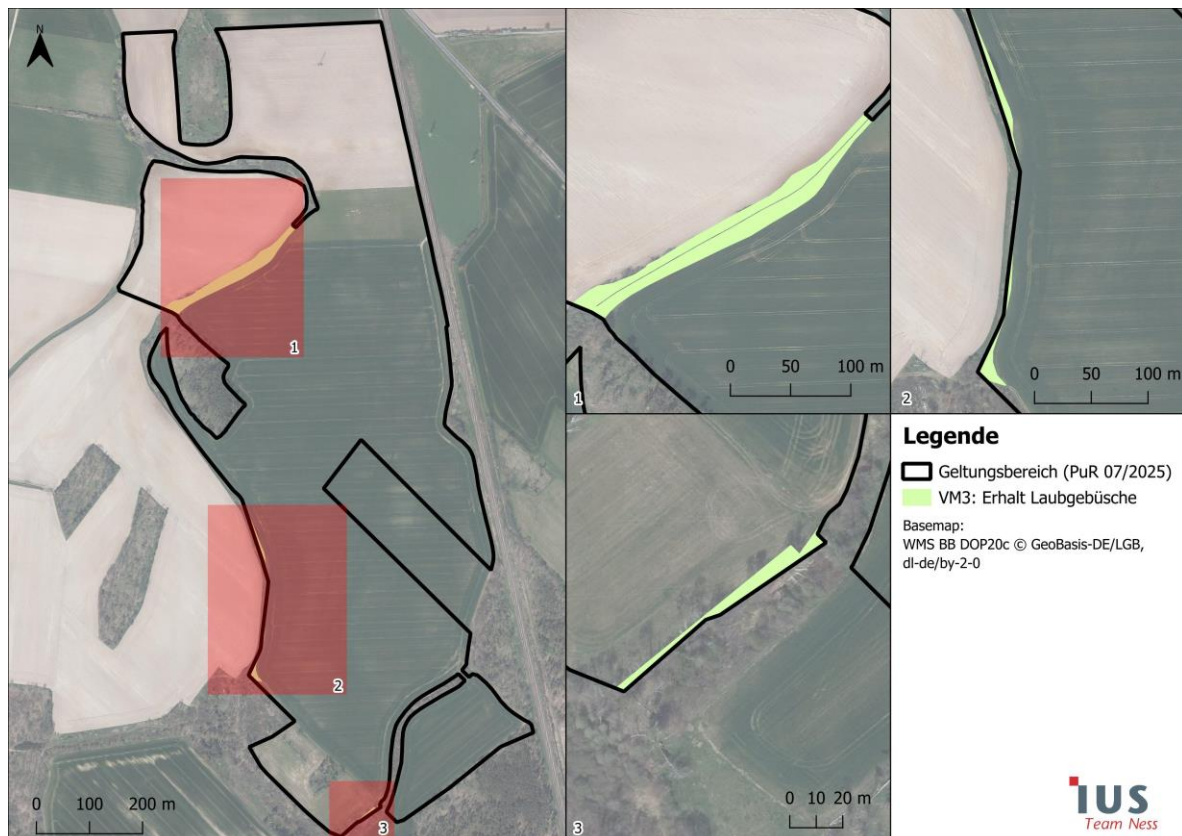 N
1
2
3
0 100 200 m
0 50 100 m
1
0 50 100 m
2
0 10 20 m
3
Legende
Geltungsbereich (PuR 07/2025)
VM3: Erhalt Laubgebüsche
Basemap:
WMS BB DOP20c © GeoBasis-DE/LGB,
dl-de/by-2-0
IUS
Team Ness